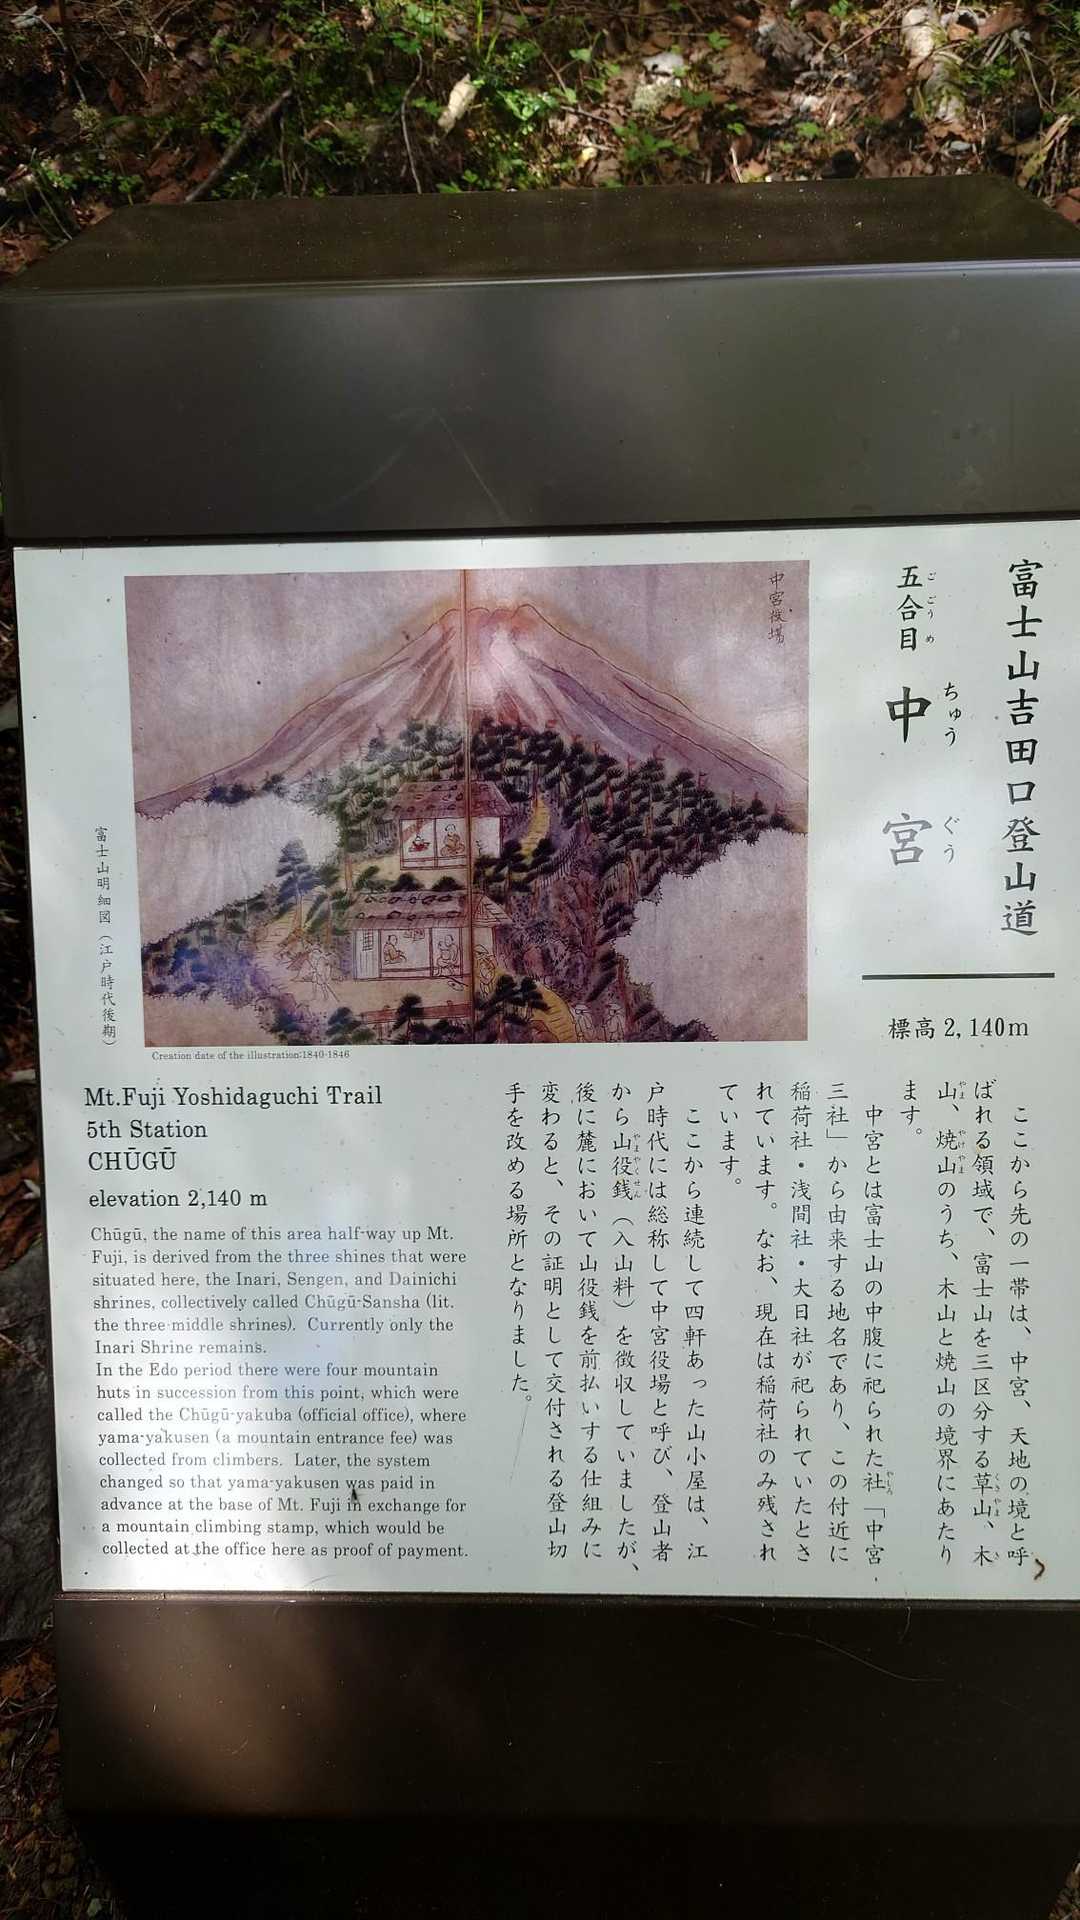 富士山吉田口登山道
五合目 中宮
ごごうめ ちゅうぐう
標高2,140m
中宮役場
富士山明細図（江戸時代後期）
Creation date of the illustration:1840-1846
ここから先の一帯は、中宮、天地の境と呼
ばれる領域で、富士山を三区分する草山、木
山、焼山のうち、木山と焼山の境界にあたり
ます。
中宮とは富士山の中腹に祀られた社「中宮
三社」から由来する地名であり、この付近に
稲荷社・浅間社・大日社が祀られていたとさ
れています。なお、現在は稲荷社のみ残され
ています。
ここから連続して四軒あった山小屋は、江
戸時代には総称して中宮役場と呼び、登山者
から山役銭（入山料）を徴収していましたが、
後に麓において山役銭を前払いする仕組みに
変わると、その証明として交付される登山切
手を改める場所となりました。
Mt.Fuji Yoshidaguchi Trail
5th Station
CHŪGŪ
elevation 2,140 m
Chūgū, the name of this area half-way up Mt.
Fuji, is derived from the three shines that were
situated here, the Inari, Sengen, and Dainichi
shrines, collectively called Chūgū-Sansha (lit.
the three middle shrines). Currently only the
Inari Shrine remains.
In the Edo period there were four mountain
huts in succession from this point, which were
called the Chūgū-yakuba (official office), where
yama-yakusen (a mountain entrance fee) was
collected from climbers. Later, the system
changed so that yama-yakusen was paid in
advance at the base of Mt. Fuji in exchange for
a mountain climbing stamp, which would be
collected at the office here as proof of payment.